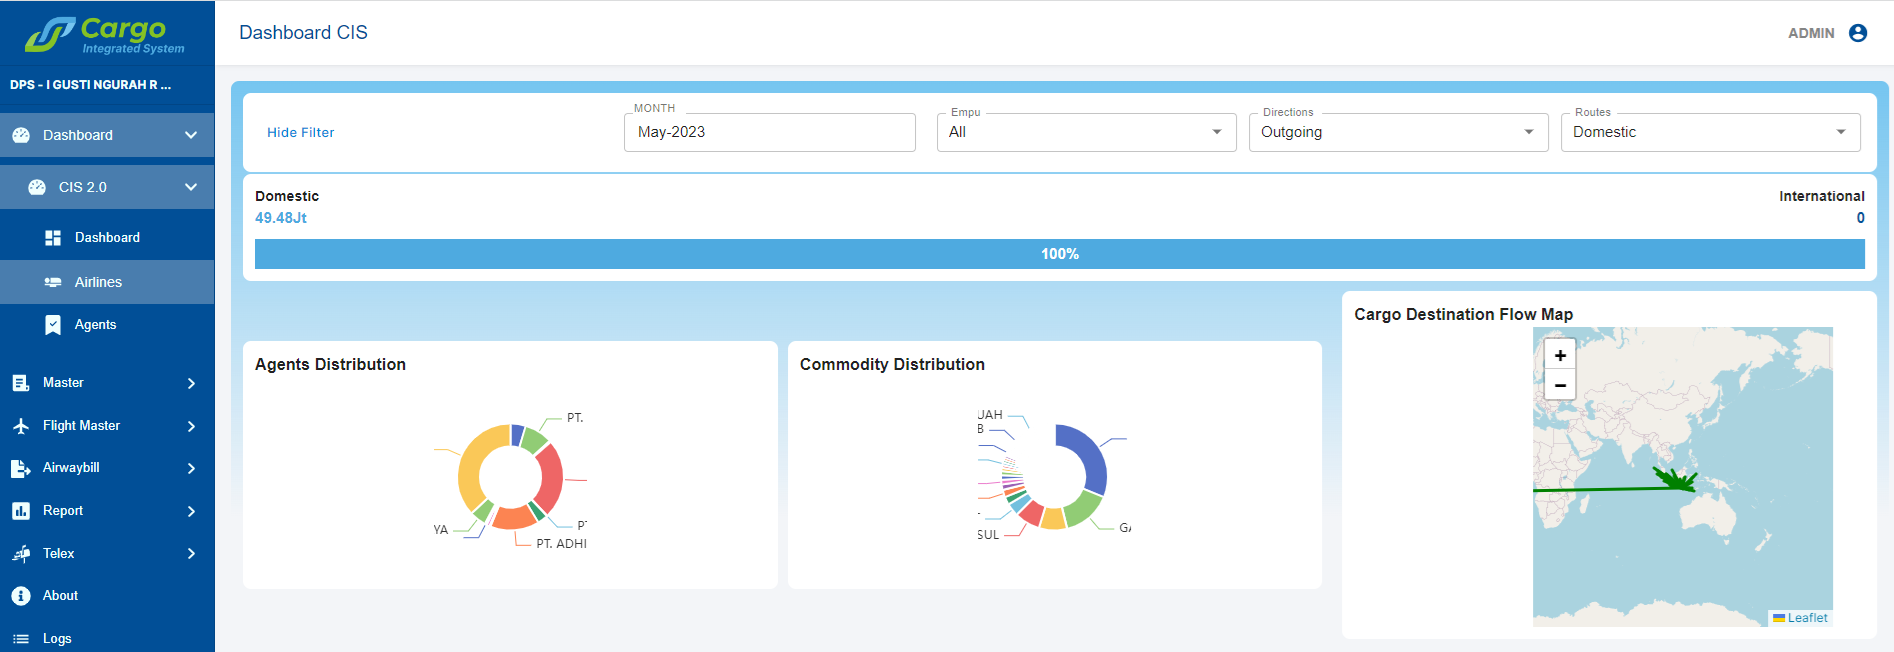 Cargo
Integrated System
DPS - I GUSTI NGURAH R ...
Dashboard
CIS 2.0
Dashboard
Airlines
Agents
Master
Flight Master
Airwaybill
Report
Telex
About
Logs
Dashboard CIS
ADMIN
Hide Filter
MONTH
May-2023
Empu
All
Directions
Outgoing
Routes
Domestic
Domestic
49.48Jt
International
0
100%
Agents Distribution
PT.
YA
PT. ADHI
Commodity Distribution
UAH
B
SUL
Cargo Destination Flow Map
+
−
Leaflet